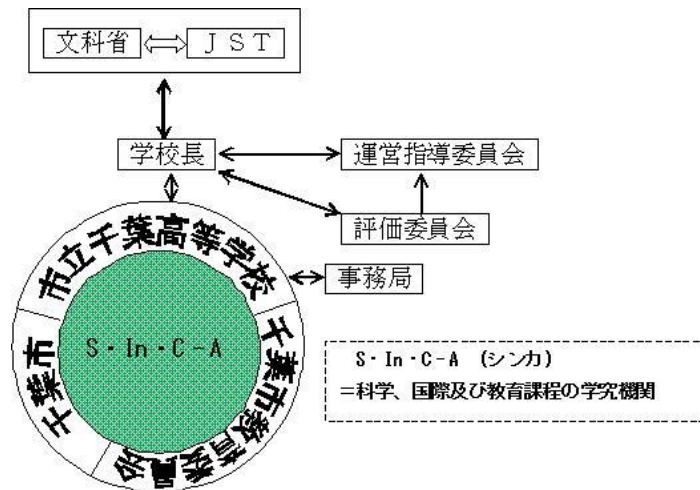 文科省 ⇔ ＪＳＴ
学校長
運営指導委員会
評価委員会
事務局
市立千葉高等学校
千葉市
千葉市教育委員会
S・In・C-A
S・In・C-A （シンカ）
＝科学、国際及び教育課程の学究機関